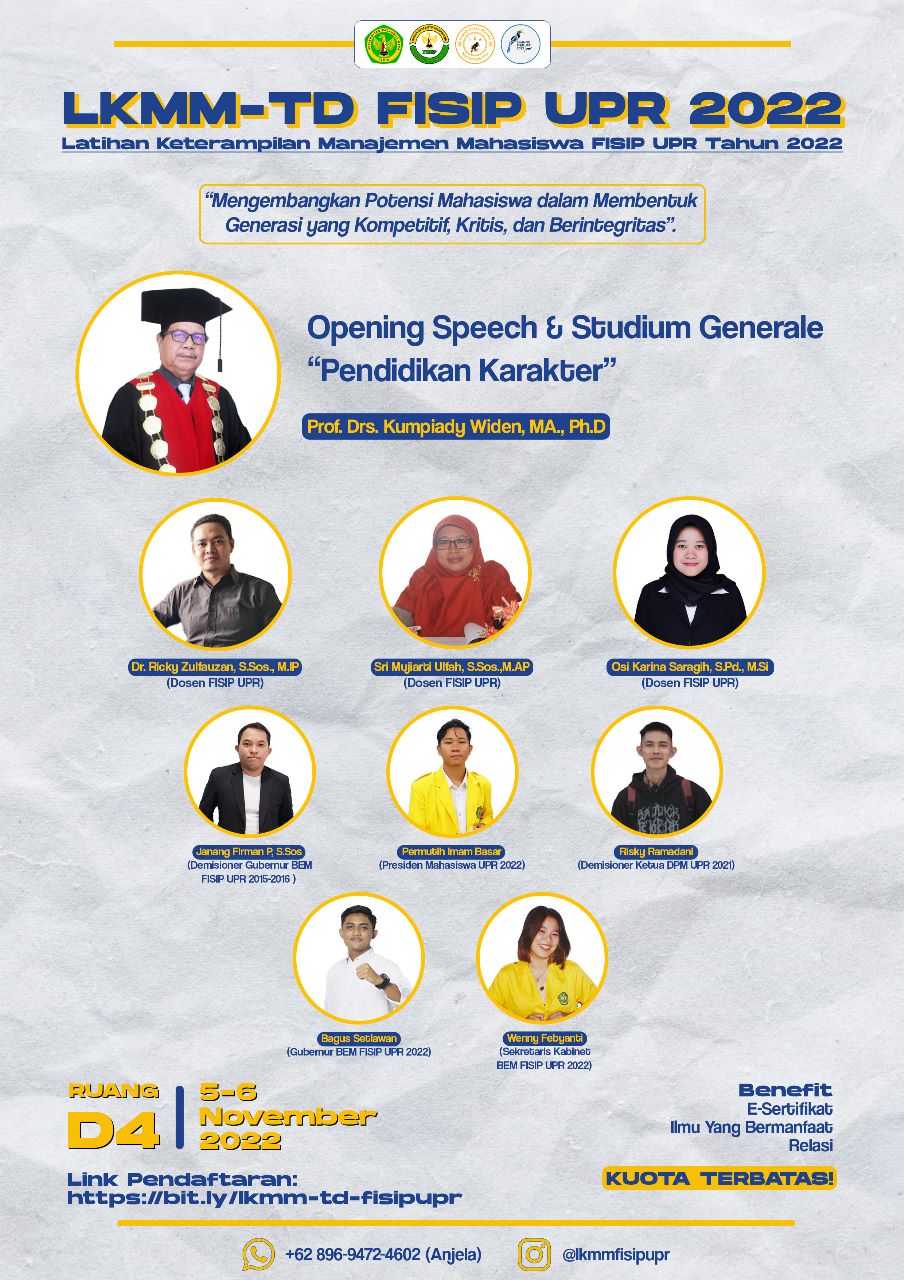 LKMM-TD FISIP UPR 2022
Latihan Keterampilan Manajemen Mahasiswa FISIP UPR Tahun 2022
“Mengembangkan Potensi Mahasiswa dalam Membentuk
Generasi yang Kompetitif, Kritis, dan Berintegritas”.
Opening Speech & Studium Generale
“Pendidikan Karakter”
Prof. Drs. Kumpiady Widen, MA., Ph.D
Dr. Ricky Zulfauzan, S.Sos., M.IP
(Dosen FISIP UPR)
Sri Mujiarti Ulfah, S.Sos.,M.AP
(Dosen FISIP UPR)
Osi Karina Saragih, S.Pd., M.Si
(Dosen FISIP UPR)
Janang Firman P, S.Sos
(Demisioner Gubernur BEM
FISIP UPR 2015-2016 )
Permutih Imam Basar
(Presiden Mahasiswa UPR 2022)
Risky Ramadani
(Demisioner Ketua DPM UPR 2021)
Bagus Setiawan
(Gubernur BEM FISIP UPR 2022)
Wenny Febyanti
(Sekretaris Kabinet
BEM FISIP UPR 2022)
RUANG
D4
5-6
November
2022
Benefit
E-Sertifikat
Ilmu Yang Bermanfaat
Relasi
Link Pendaftaran:
https://bit.ly/lkmm-td-fisipupr
KUOTA TERBATAS!
+62 896-9472-4602 (Anjela)
@lkmmfisipupr